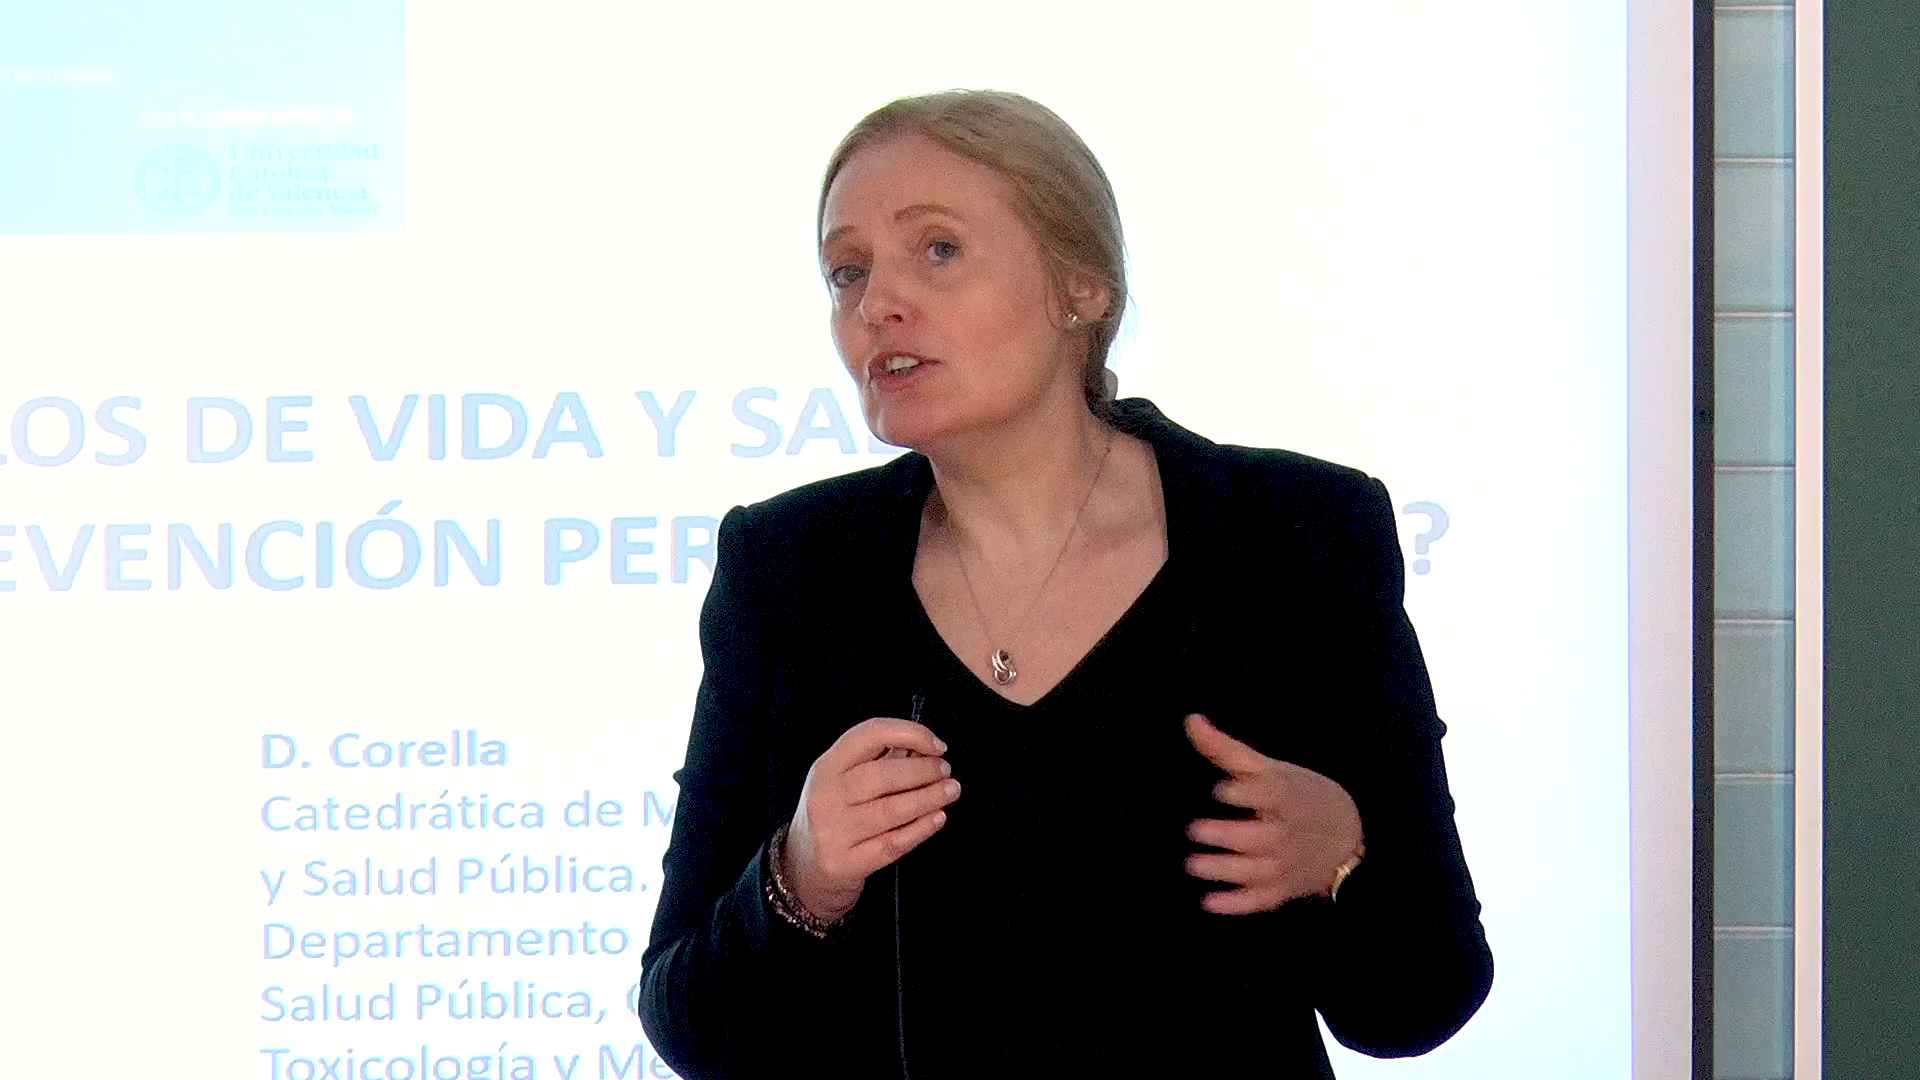 Universidad
Católica
de Valencia
LOS DE VIDA Y SAL
EVENCIÓN PER ?
D. Corella
Catedrática de M
y Salud Pública.
Departamento
Salud Pública,
Toxicología y Me